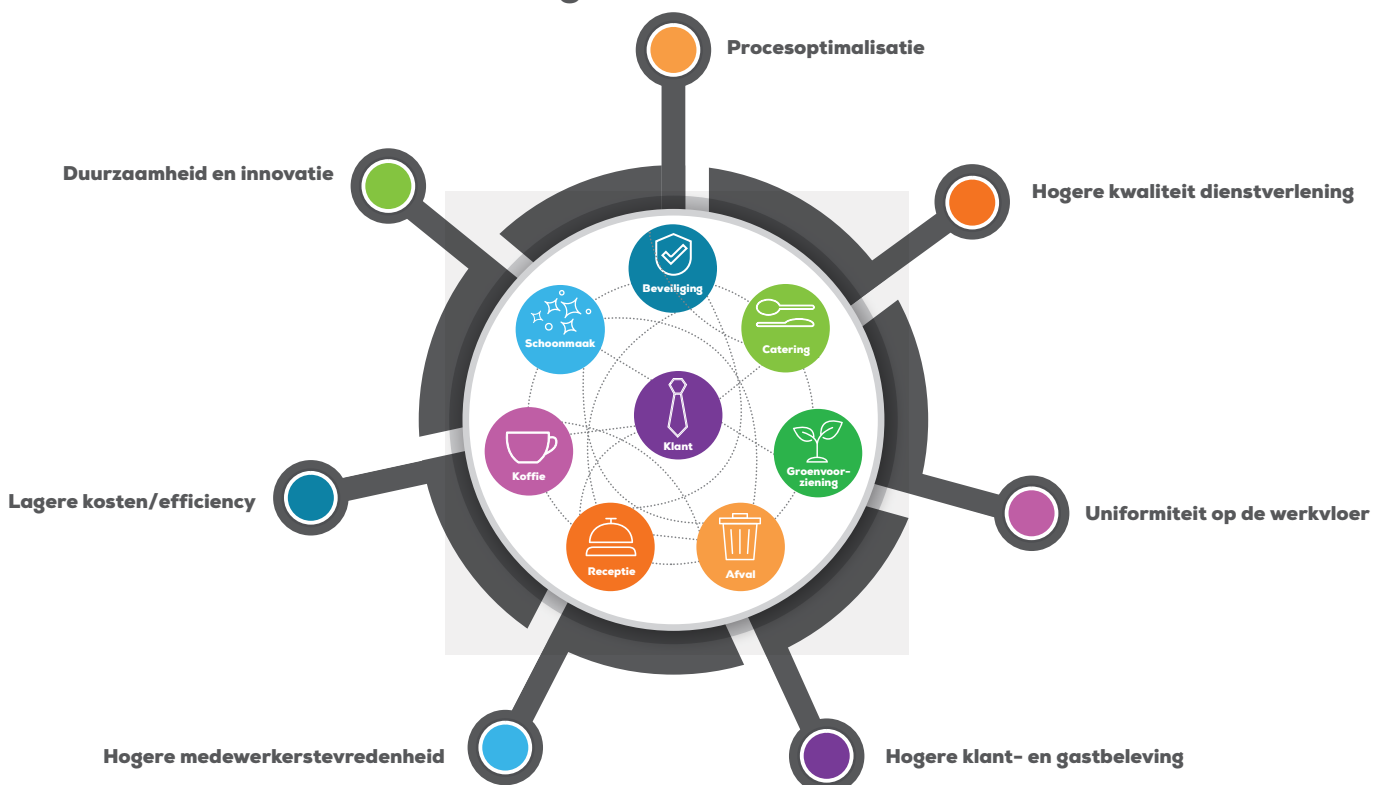 Procesoptimalisatie
Duurzaamheid en innovatie
Hogere kwaliteit dienstverlening
Beveiliging
Schoonmaak
Catering
Klant
Koffie
Groenvoor-
ziening
Receptie
Afval
Lagere kosten/efficiency
Uniformiteit op de werkvloer
Hogere medewerkerstevredenheid
Hogere klant- en gastbeleving